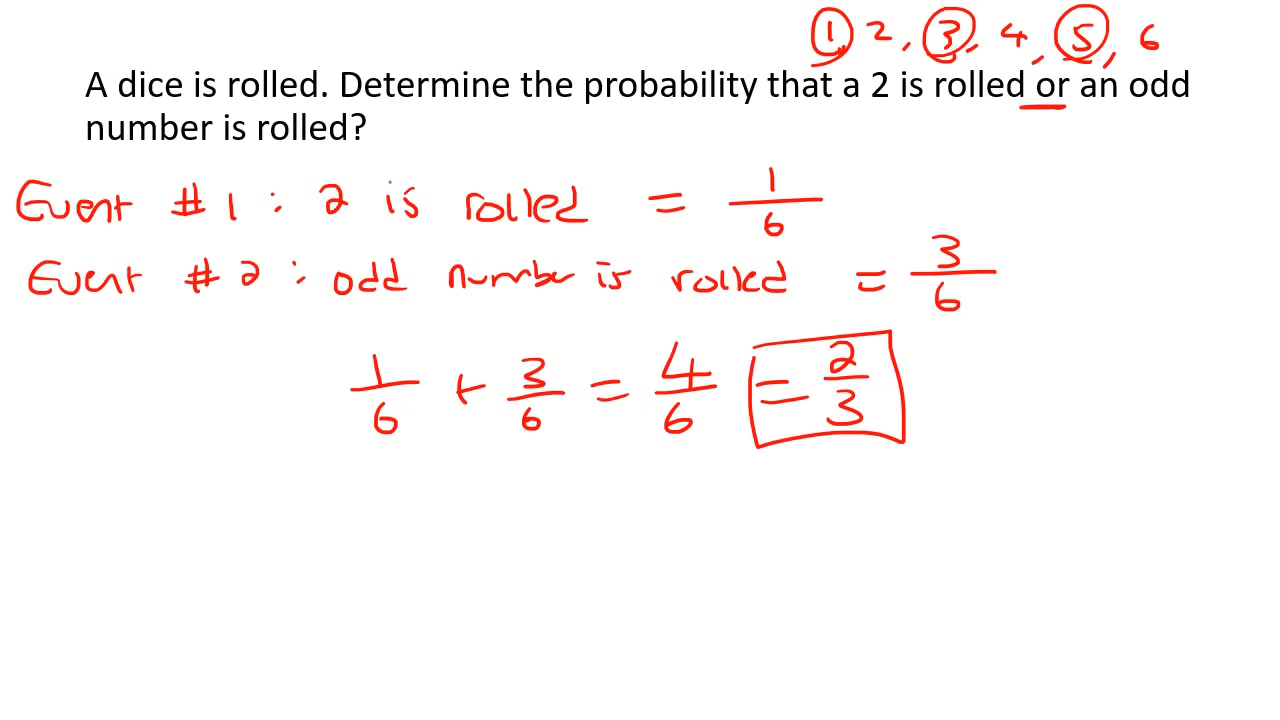 1 2, 3, 4, 5, 6
A dice is rolled. Determine the probability that a 2 is rolled or an odd
number is rolled?
Event #1: 2 is rolled = 1/6
Event #2: odd number is rolled = 3/6
1/6 + 3/6 = 4/6 = 2/3